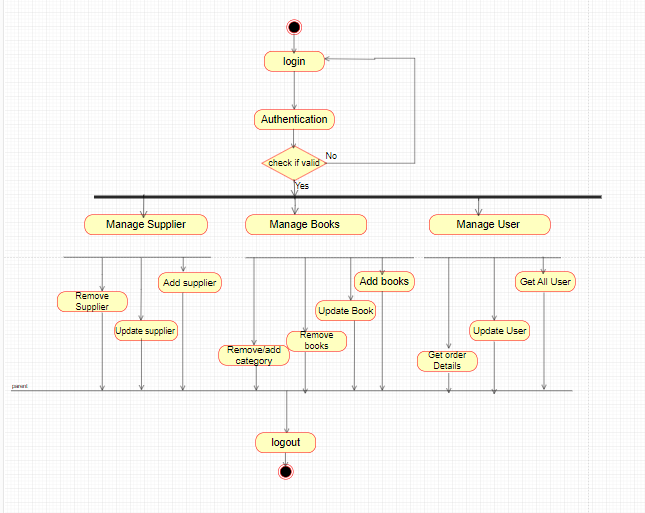 login
Authentication
check if valid
No
Yes
Manage Supplier
Manage Books
Manage User
Add supplier
Add books
Get All User
Remove
Supplier
Update Book
Update supplier
Update User
Remove
books
Remove/add
category
Get order
Details
parent
logout